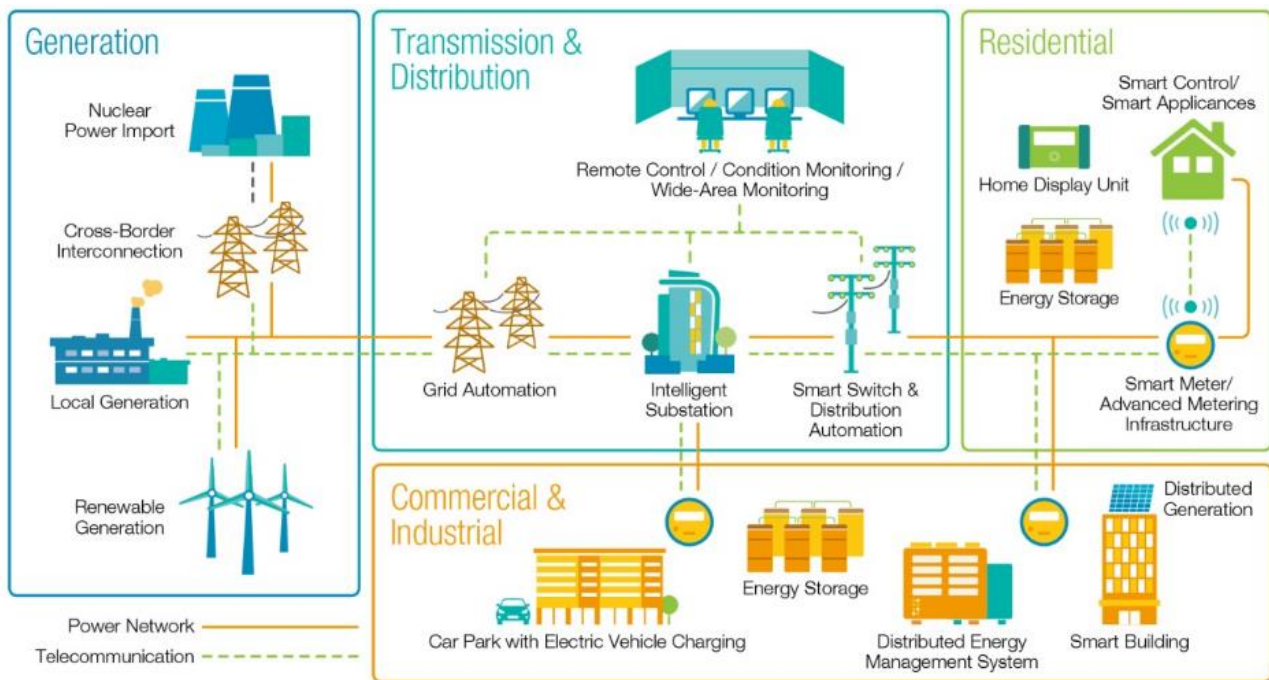 Generation
Nuclear
Power Import
Cross-Border
Interconnection
Local Generation
Renewable
Generation
Power Network
Telecommunication
Transmission &
Distribution
Remote Control / Condition Monitoring /
Wide-Area Monitoring
Grid Automation
Intelligent
Substation
Smart Switch &
Distribution
Automation
Residential
Smart Control/
Smart Applicances
Home Display Unit
Energy Storage
Smart Meter/
Advanced Metering
Infrastructure
Commercial &
Industrial
Car Park with Electric Vehicle Charging
Energy Storage
Distributed Energy
Management System
Distributed
Generation
Smart Building